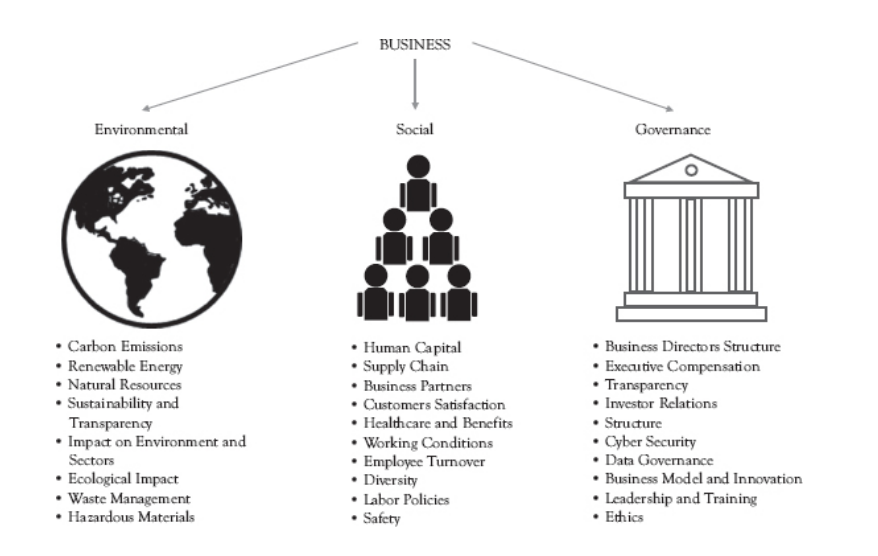 BUSINESS
Environmental
• Carbon Emissions
• Renewable Energy
• Natural Resources
• Sustainability and
Transparency
• Impact on Environment and
Sectors
• Ecological Impact
• Waste Management
• Hazardous Materials
Social
• Human Capital
• Supply Chain
• Business Partners
• Customers Satisfaction
• Healthcare and Benefits
• Working Conditions
• Employee Turnover
• Diversity
• Labor Policies
• Safety
Governance
• Business Directors Structure
• Executive Compensation
• Transparency
• Investor Relations
• Structure
• Cyber Security
• Data Governance
• Business Model and Innovation
• Leadership and Training
• Ethics